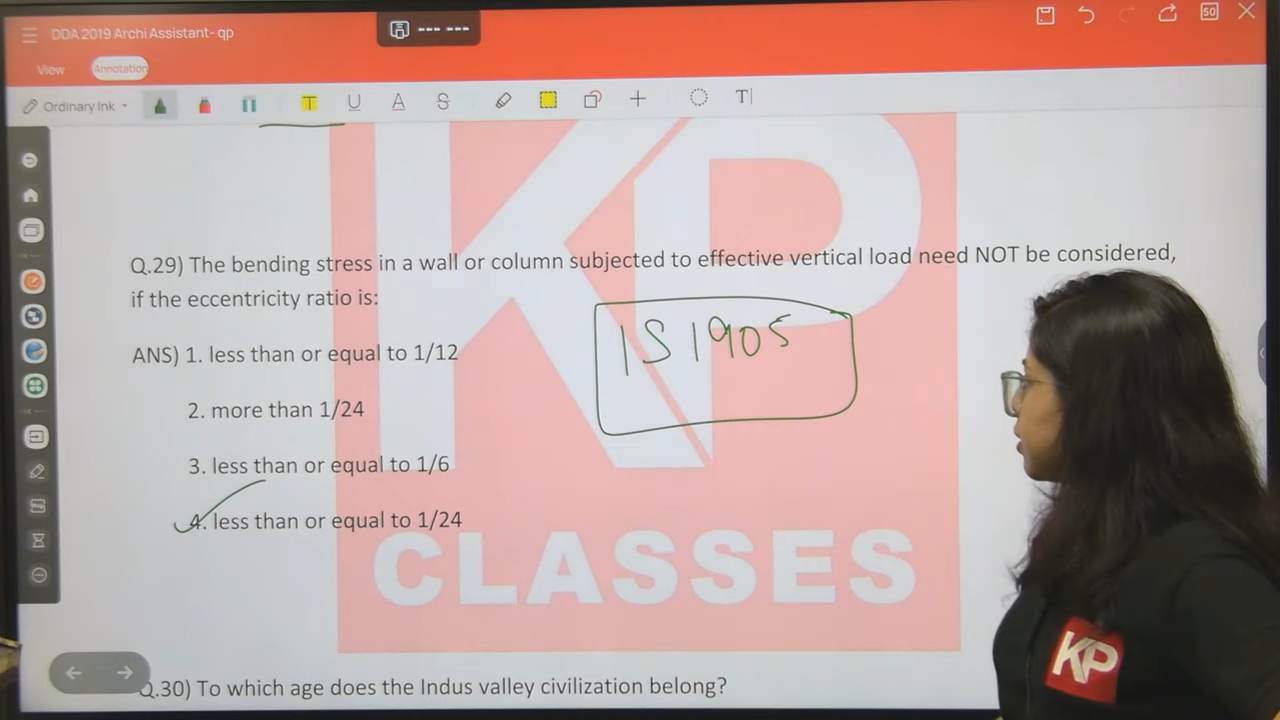 DDA 2019 Archi Assistant- qp
50
View
Annotation
Ordinary Ink
T U A S T
Q.29) The bending stress in a wall or column subjected to effective vertical load need NOT be considered,
if the eccentricity ratio is:
IS 1905
ANS) 1. less than or equal to 1/12
2. more than 1/24
3. less than or equal to 1/6
4. less than or equal to 1/24
KP
CLASSES
KP
Q.30) To which age does the Indus valley civilization belong?